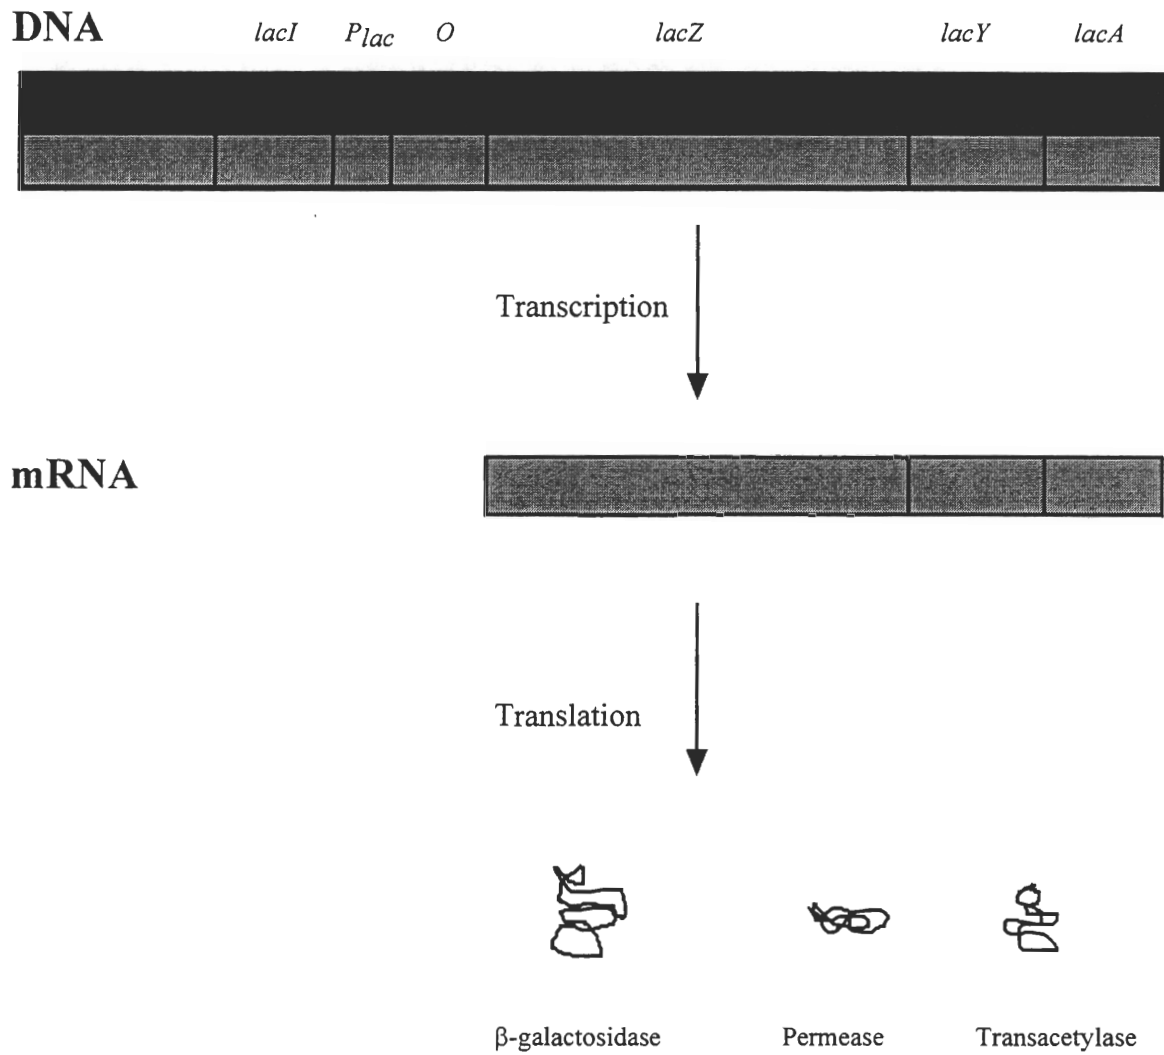 DNA lacI Plac O lacZ lacY lacA
Transcription
mRNA
Translation
β-galactosidase Permease Transacetylase